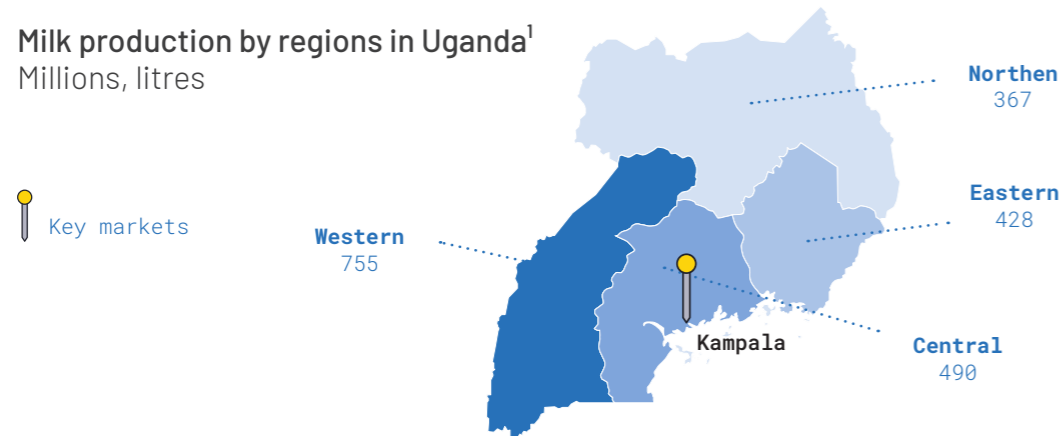 Milk production by regions in Uganda¹
Millions, litres
Northen
367
Key markets
Eastern
428
Western
755
Kampala
Central
490